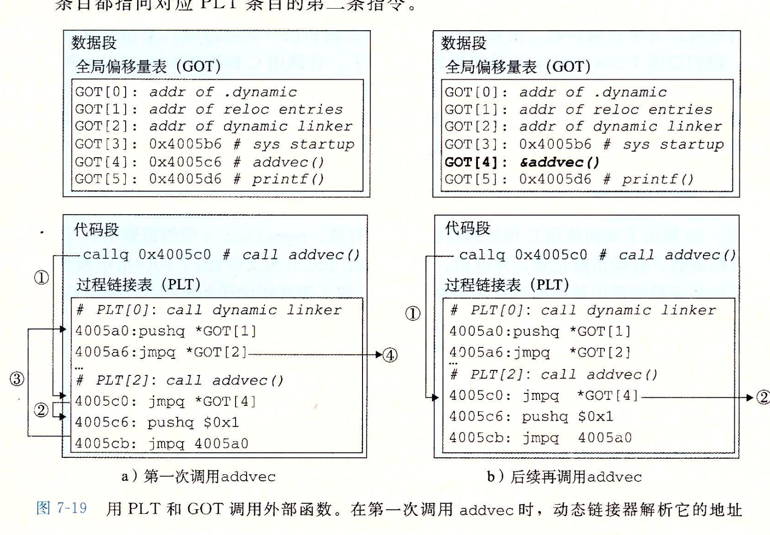 条目都指向对应 PLT 条目的第二条指令。
数据段
全局偏移量表（GOT）
GOT[0]: addr of .dynamic
GOT[1]: addr of reloc entries
GOT[2]: addr of dynamic linker
GOT[3]: 0x4005b6 # sys startup
GOT[4]: 0x4005c6 # addvec()
GOT[5]: 0x4005d6 # printf()
代码段
callq 0x4005c0 # call addvec()
①
过程链接表（PLT）
# PLT[0]: call dynamic linker
4005a0:pushq *GOT[1]
4005a6:jmpq *GOT[2]
④
…
③
# PLT[2]: call addvec()
4005c0: jmpq *GOT[4]
②
4005c6: pushq $0x1
4005cb: jmpq 4005a0
a）第一次调用addvec
数据段
全局偏移量表（GOT）
GOT[0]: addr of .dynamic
GOT[1]: addr of reloc entries
GOT[2]: addr of dynamic linker
GOT[3]: 0x4005b6 # sys startup
GOT[4]: &addvec()
GOT[5]: 0x4005d6 # printf()
代码段
callq 0x4005c0 # call addvec()
过程链接表（PLT）
①
# PLT[0]: call dynamic linker
4005a0:pushq *GOT[1]
4005a6:jmpq *GOT[2]
…
# PLT[2]: call addvec()
4005c0: jmpq *GOT[4]
②
4005c6: pushq $0x1
4005cb: jmpq 4005a0
b）后续再调用addvec
图 7-19 用 PLT 和 GOT 调用外部函数。在第一次调用 addvec 时，动态链接器解析它的地址